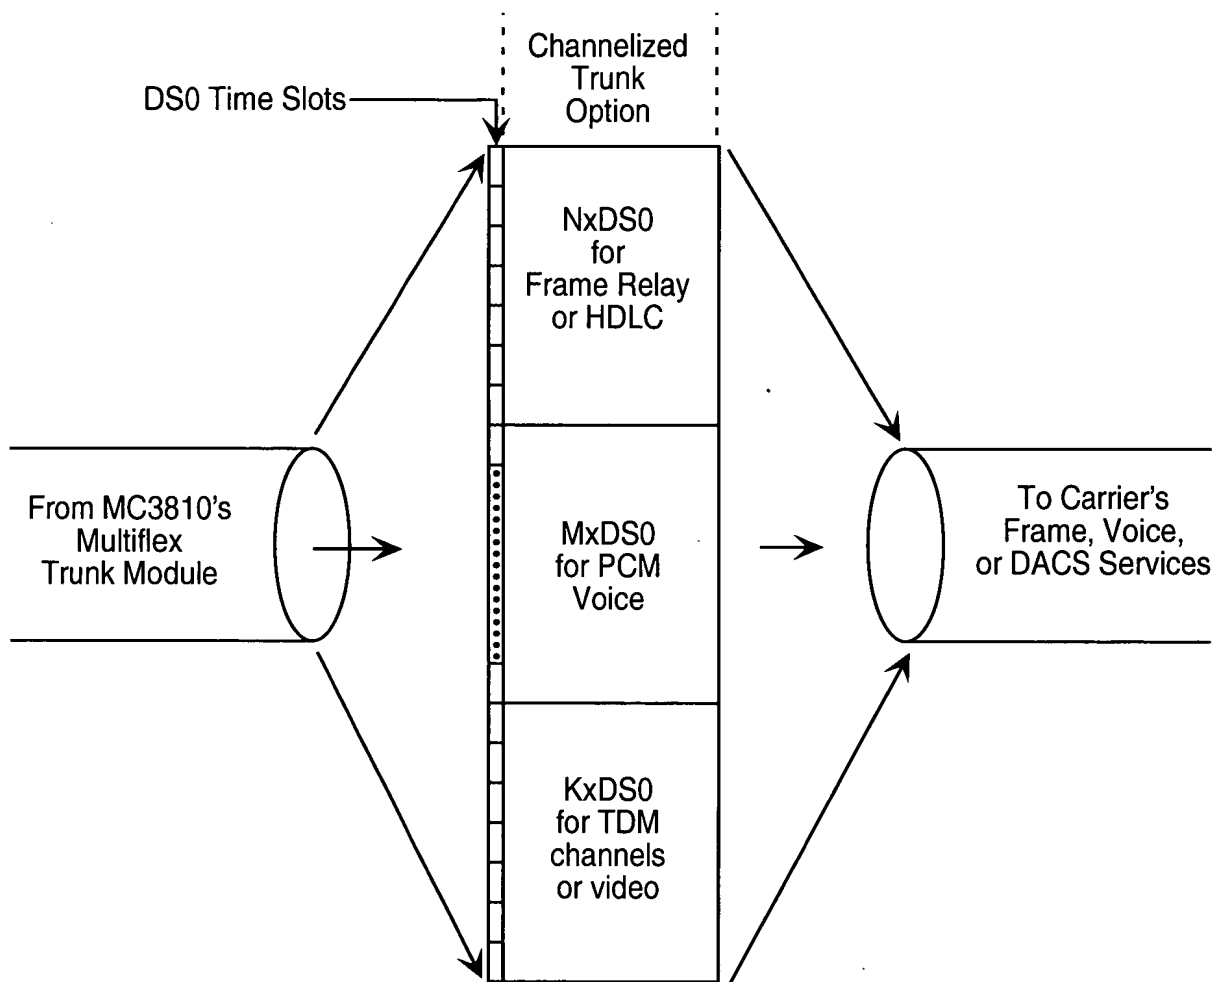 Channelized
Trunk
Option
DS0 Time Slots
NxDS0
for
Frame Relay
or HDLC
From MC3810's
Multiflex
Trunk Module
MxDS0
for PCM
Voice
To Carrier's
Frame, Voice,
or DACS Services
KxDS0
for TDM
channels
or video